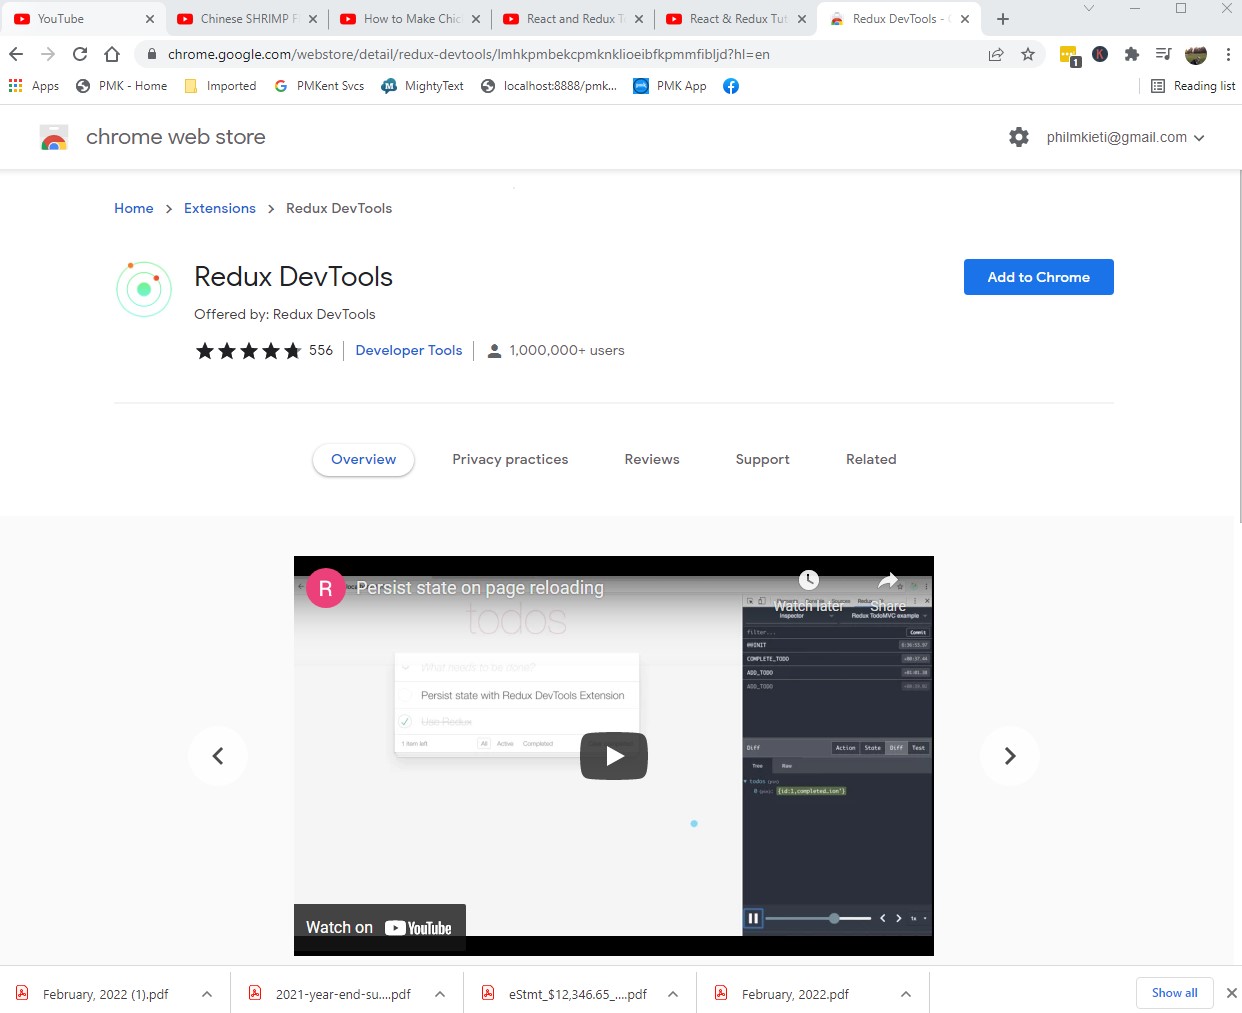 YouTube
Chinese SHRIMP F
How to Make Chic
React and Redux T
React & Redux Tut
Redux DevTools - C
chrome.google.com/webstore/detail/redux-devtools/lmhkpmbekcpmknklioeibfkpmmfibljd?hl=en
1
K
Apps
PMK - Home
Imported
PMKent Svcs
MightyText
localhost:8888/pmk...
PMK App
Reading list
chrome web store
philmkieti@gmail.com
Home
Extensions
Redux DevTools
Redux DevTools
Add to Chrome
Offered by: Redux DevTools
556
Developer Tools
1,000,000+ users
Overview
Privacy practices
Reviews
Support
Related
R
Persist state on page reloading
Watch later
Share
todos
Inspector
Redux TodoMVC example
filter...
Commit
@@INIT
COMPLETE_TODO
ADD_TODO
ADD_TODO
What needs to be done?
Persist state with Redux DevTools Extension
Use Redux
1 item left
All
Active
Completed
Diff
Action
State
Diff
Test
Tree
Raw
todos
Watch on YouTube
1x
February, 2022 (1).pdf
2021-year-end-su....pdf
eStmt_$12,346.65_....pdf
February, 2022.pdf
Show all